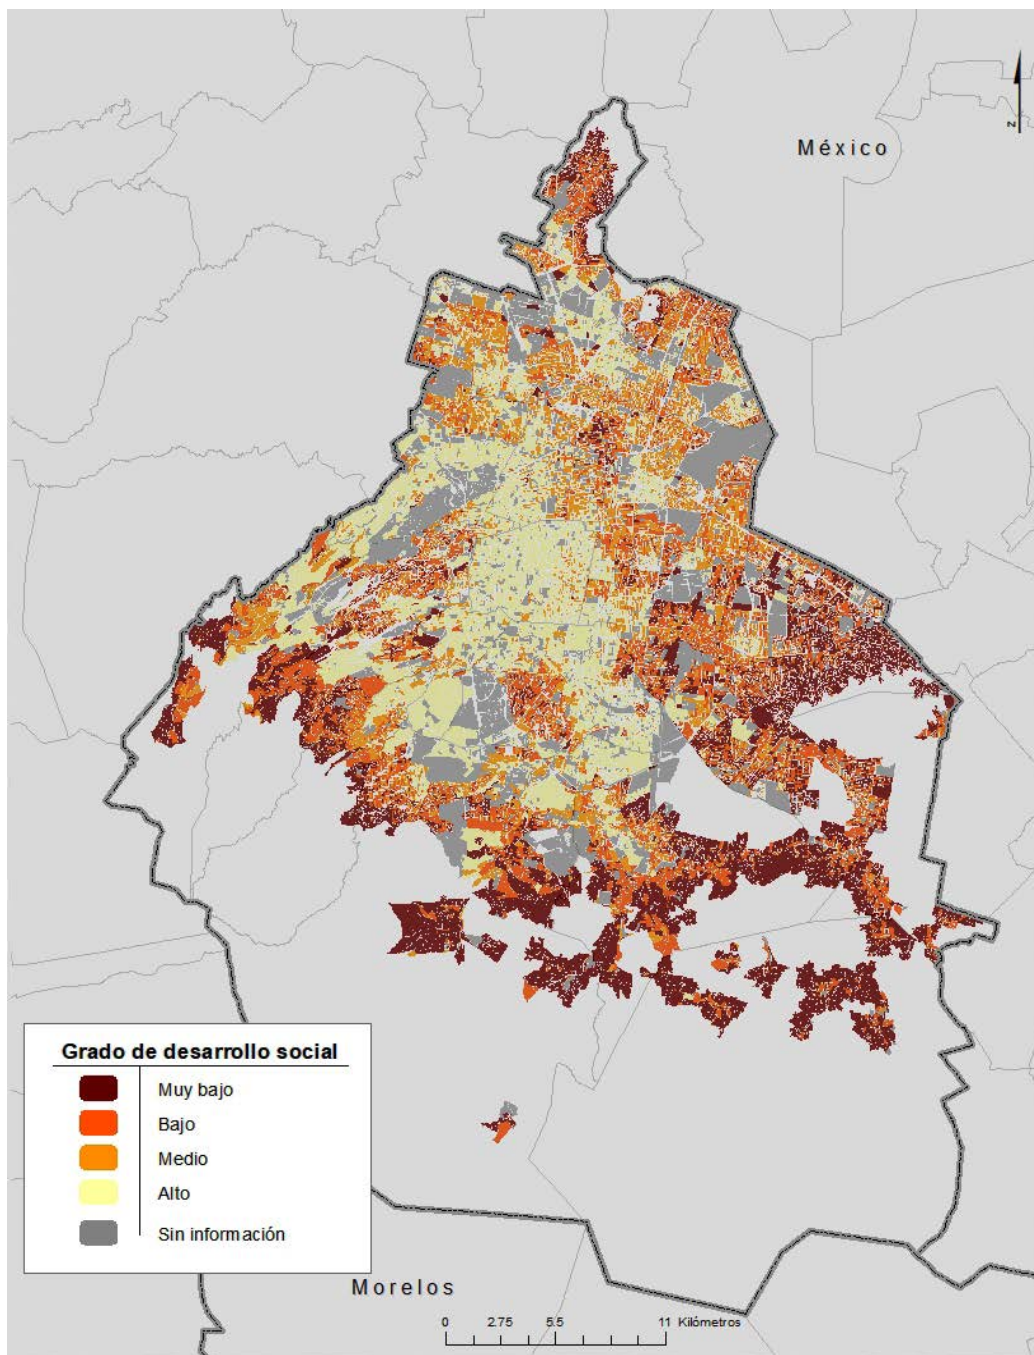 México
N
Grado de desarrollo social
Muy bajo
Bajo
Medio
Alto
Sin información
Morelos
0 2.75 5.5 11 Kilómetros